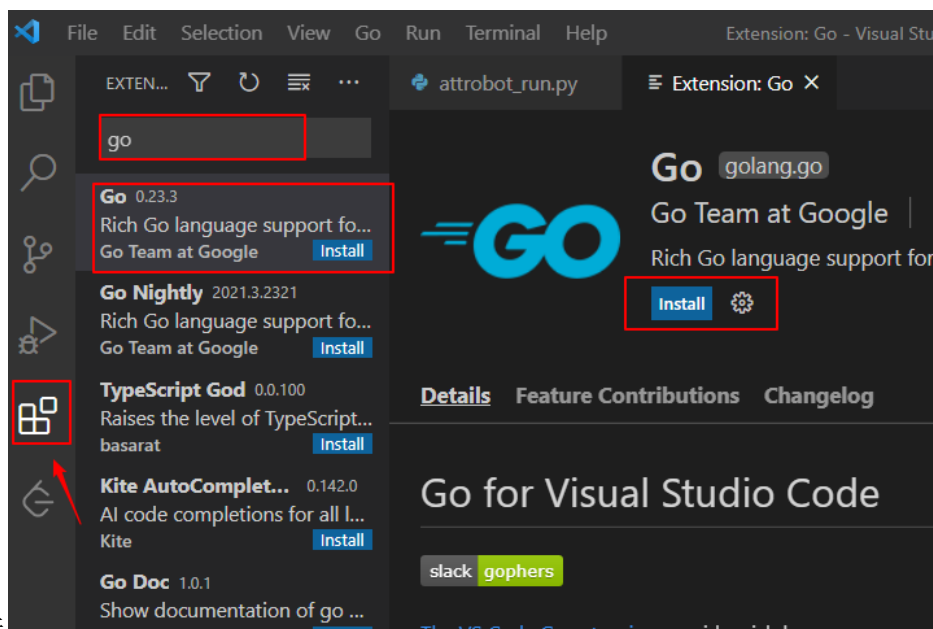 File Edit Selection View Go Run Terminal Help Extension: Go - Visual Stu
EXTEN... ...
attrobot_run.py Extension: Go
go
Go 0.23.3
Rich Go language support fo...
Go Team at Google Install
Go Nightly 2021.3.2321
Rich Go language support fo...
Go Team at Google Install
TypeScript God 0.0.100
Raises the level of TypeScript...
basarat Install
Kite AutoComplet... 0.142.0
AI code completions for all l...
Kite Install
Go Doc 1.0.1
Show documentation of go ...
GO
Go golang.go
Go Team at Google
Rich Go language support for
Install
Details Feature Contributions Changelog
Go for Visual Studio Code
slack gophers